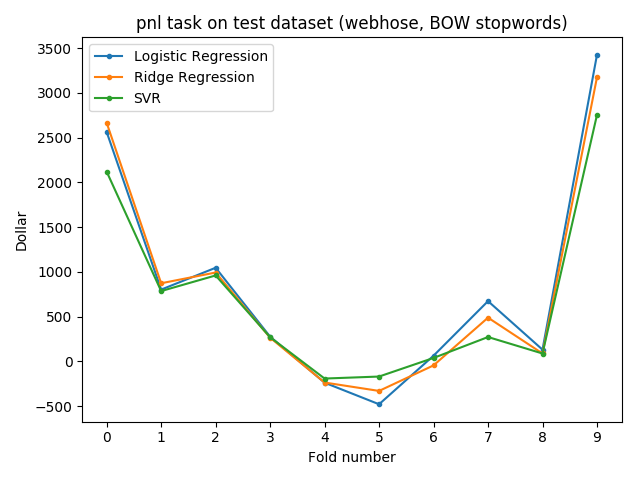 pnl task on test dataset (webhose, BOW stopwords)
Logistic Regression
Ridge Regression
SVR
3500
3000
2500
2000
1500
1000
500
0
−500
Dollar
0 1 2 3 4 5 6 7 8 9
Fold number